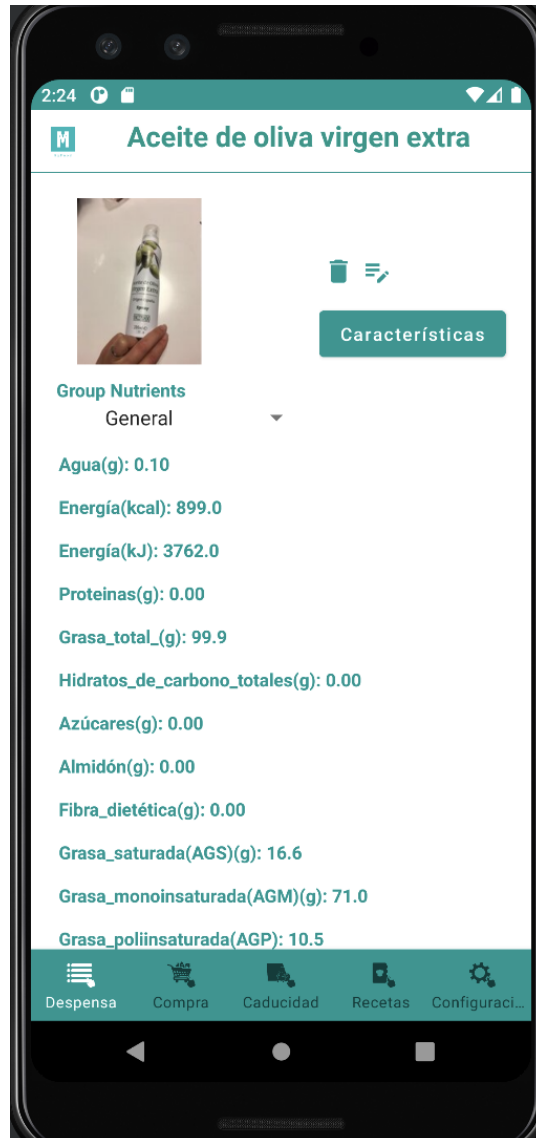 2:24
M
Aceite de oliva virgen extra
Características
Group Nutrients
General
Agua(g): 0.10
Energía(kcal): 899.0
Energía(kJ): 3762.0
Proteinas(g): 0.00
Grasa_total_(g): 99.9
Hidratos_de_carbono_totales(g): 0.00
Azúcares(g): 0.00
Almidón(g): 0.00
Fibra_dietética(g): 0.00
Grasa_saturada(AGS)(g): 16.6
Grasa_monoinsaturada(AGM)(g): 71.0
Grasa_poliinsaturada(AGP): 10.5
Despensa Compra Caducidad Recetas Configuraci...